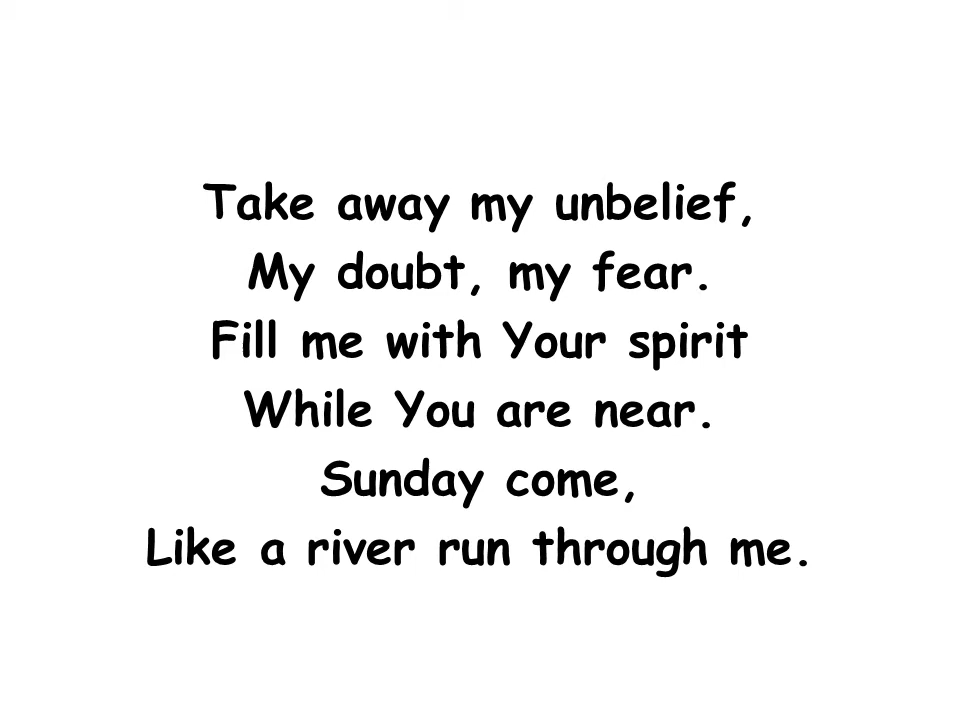 Take away my unbelief,
My doubt, my fear.
Fill me with Your spirit
While You are near.
Sunday come,
Like a river run through me.